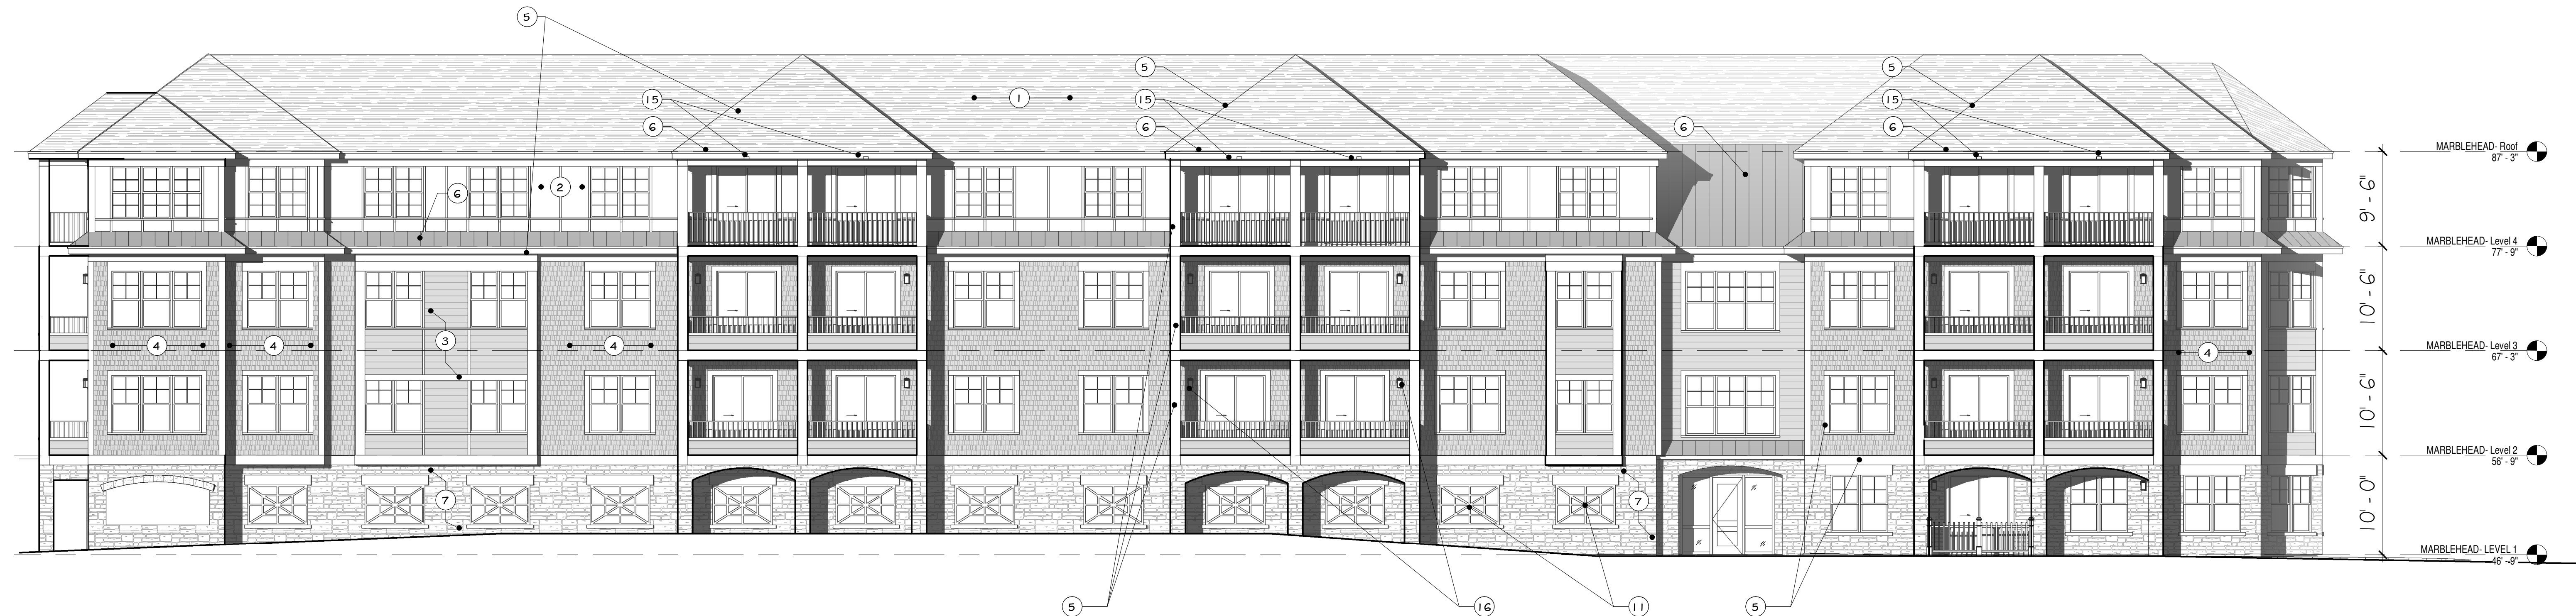 5
5
5
15
1
15
15
6
6
6
6
MARBLEHEAD- Roof
87' - 3"
9' - 6"
2
6
MARBLEHEAD- Level 4
77' - 9"
10' - 6"
4
4
3
4
MARBLEHEAD- Level 3
67' - 3"
4
10' - 6"
MARBLEHEAD- Level 2
56' - 9"
7
7
10' - 0"
MARBLEHEAD- LEVEL 1
46' - 9"
5
16
11
5